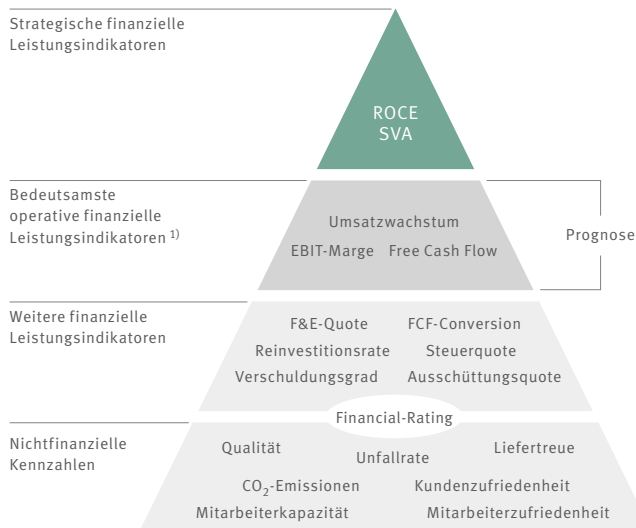 Strategische finanzielle
Leistungsindikatoren
ROCE
SVA
Bedeutsamste
operative finanzielle
Leistungsindikatoren 1)
Umsatzwachstum
EBIT-Marge Free Cash Flow
Prognose
Weitere finanzielle
Leistungsindikatoren
F&E-Quote FCF-Conversion
Reinvestitionsrate Steuerquote
Verschuldungsgrad Ausschüttungsquote
Financial-Rating
Nichtfinanzielle
Kennzahlen
Qualität Unfallrate Liefertreue
CO2-Emissionen Kundenzufriedenheit
Mitarbeiterkapazität Mitarbeiterzufriedenheit